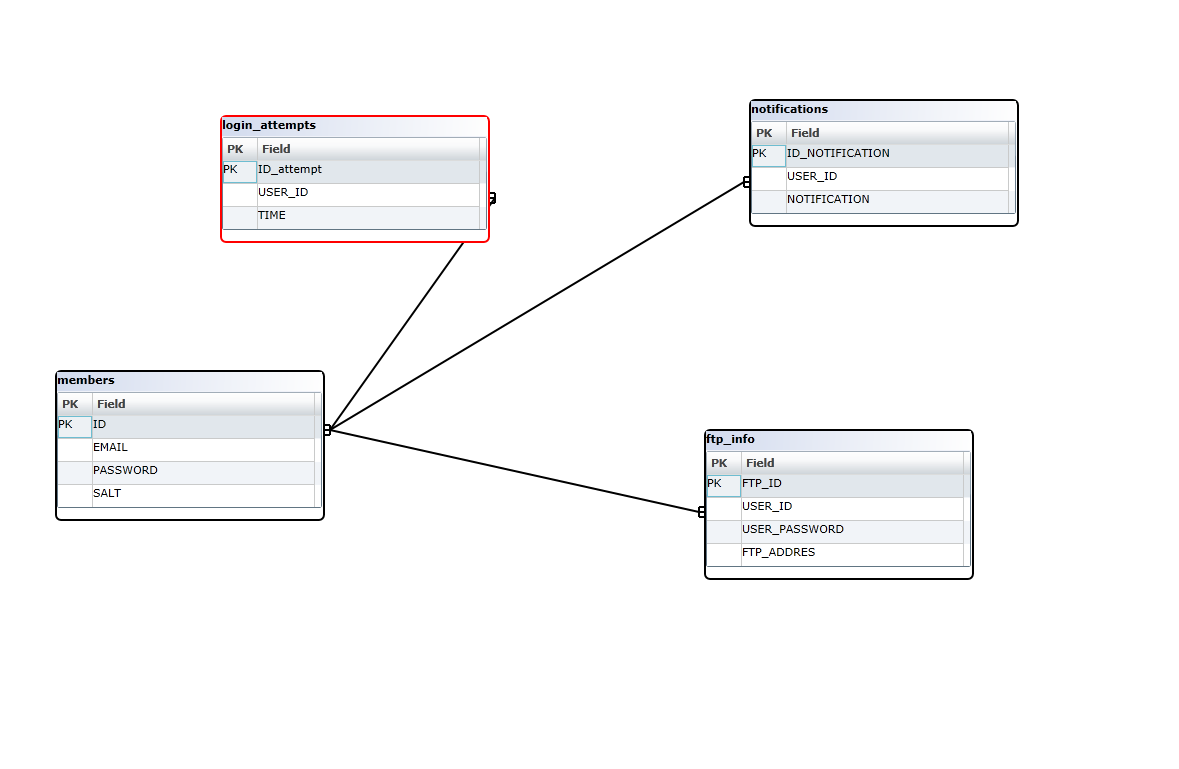 login_attempts
PK Field
PK ID_attempt
USER_ID
TIME
notifications
PK Field
PK ID_NOTIFICATION
USER_ID
NOTIFICATION
members
PK Field
PK ID
EMAIL
PASSWORD
SALT
ftp_info
PK Field
PK FTP_ID
USER_ID
USER_PASSWORD
FTP_ADDRES